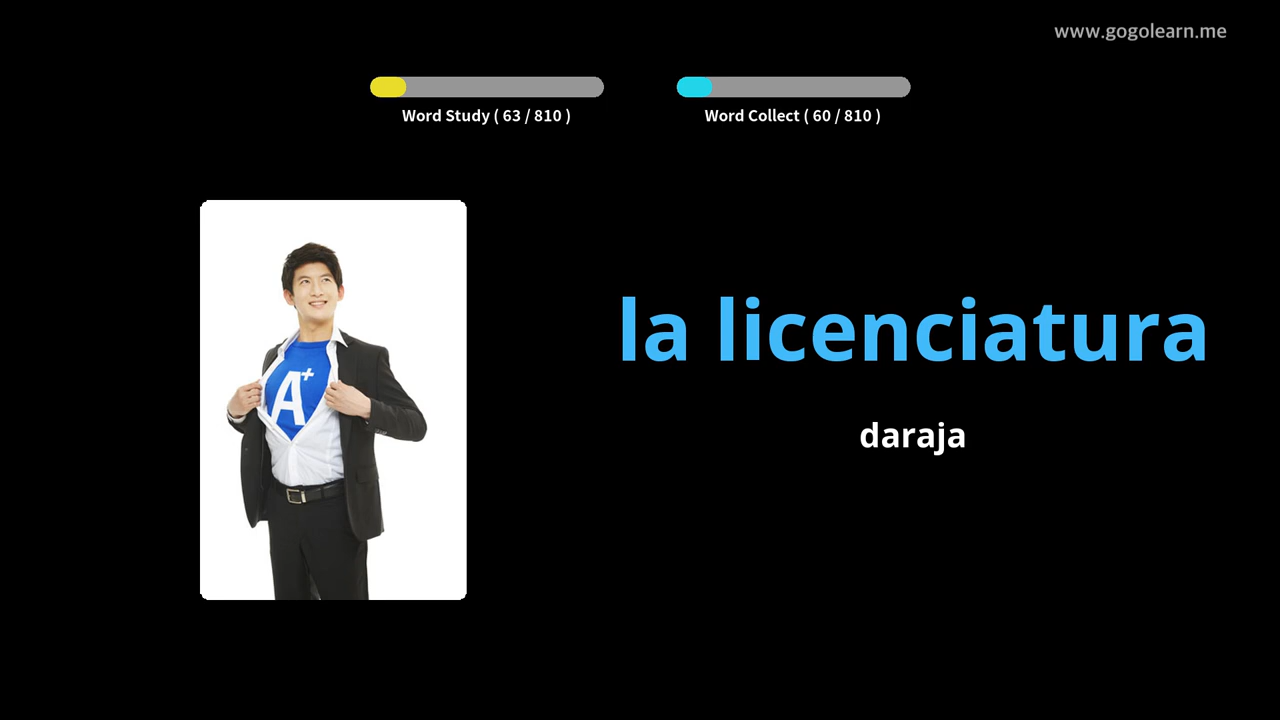 www.gogolearn.me
Word Study ( 63 / 810 )
Word Collect ( 60 / 810 )
A+
la licenciatura
daraja